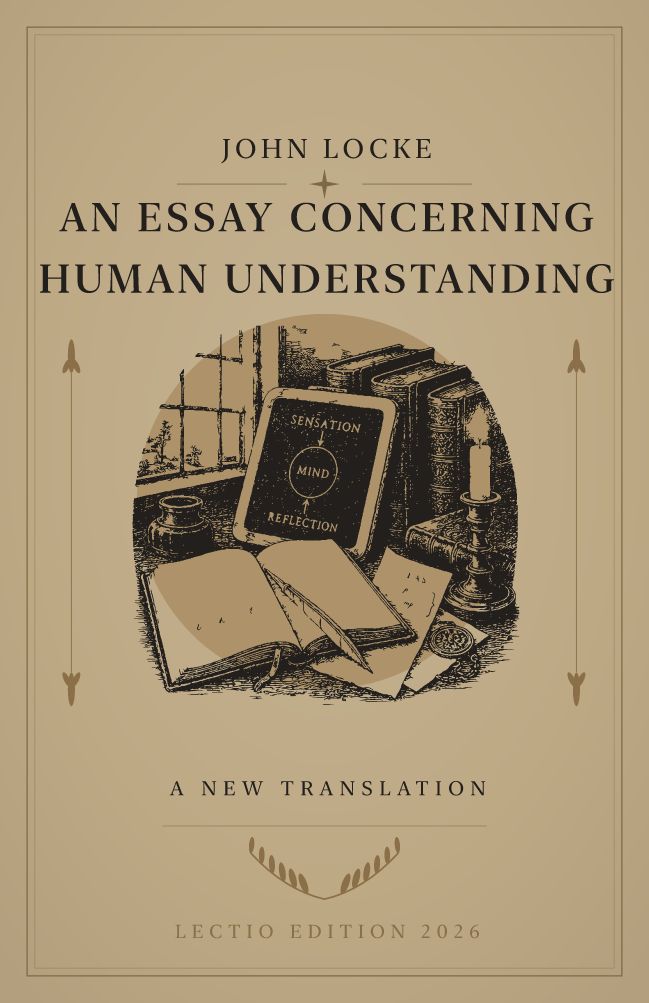 JOHN LOCKE
AN ESSAY CONCERNING
HUMAN UNDERSTANDING
SENSATION
MIND
REFLECTION
A NEW TRANSLATION
LECTIO EDITION 2026